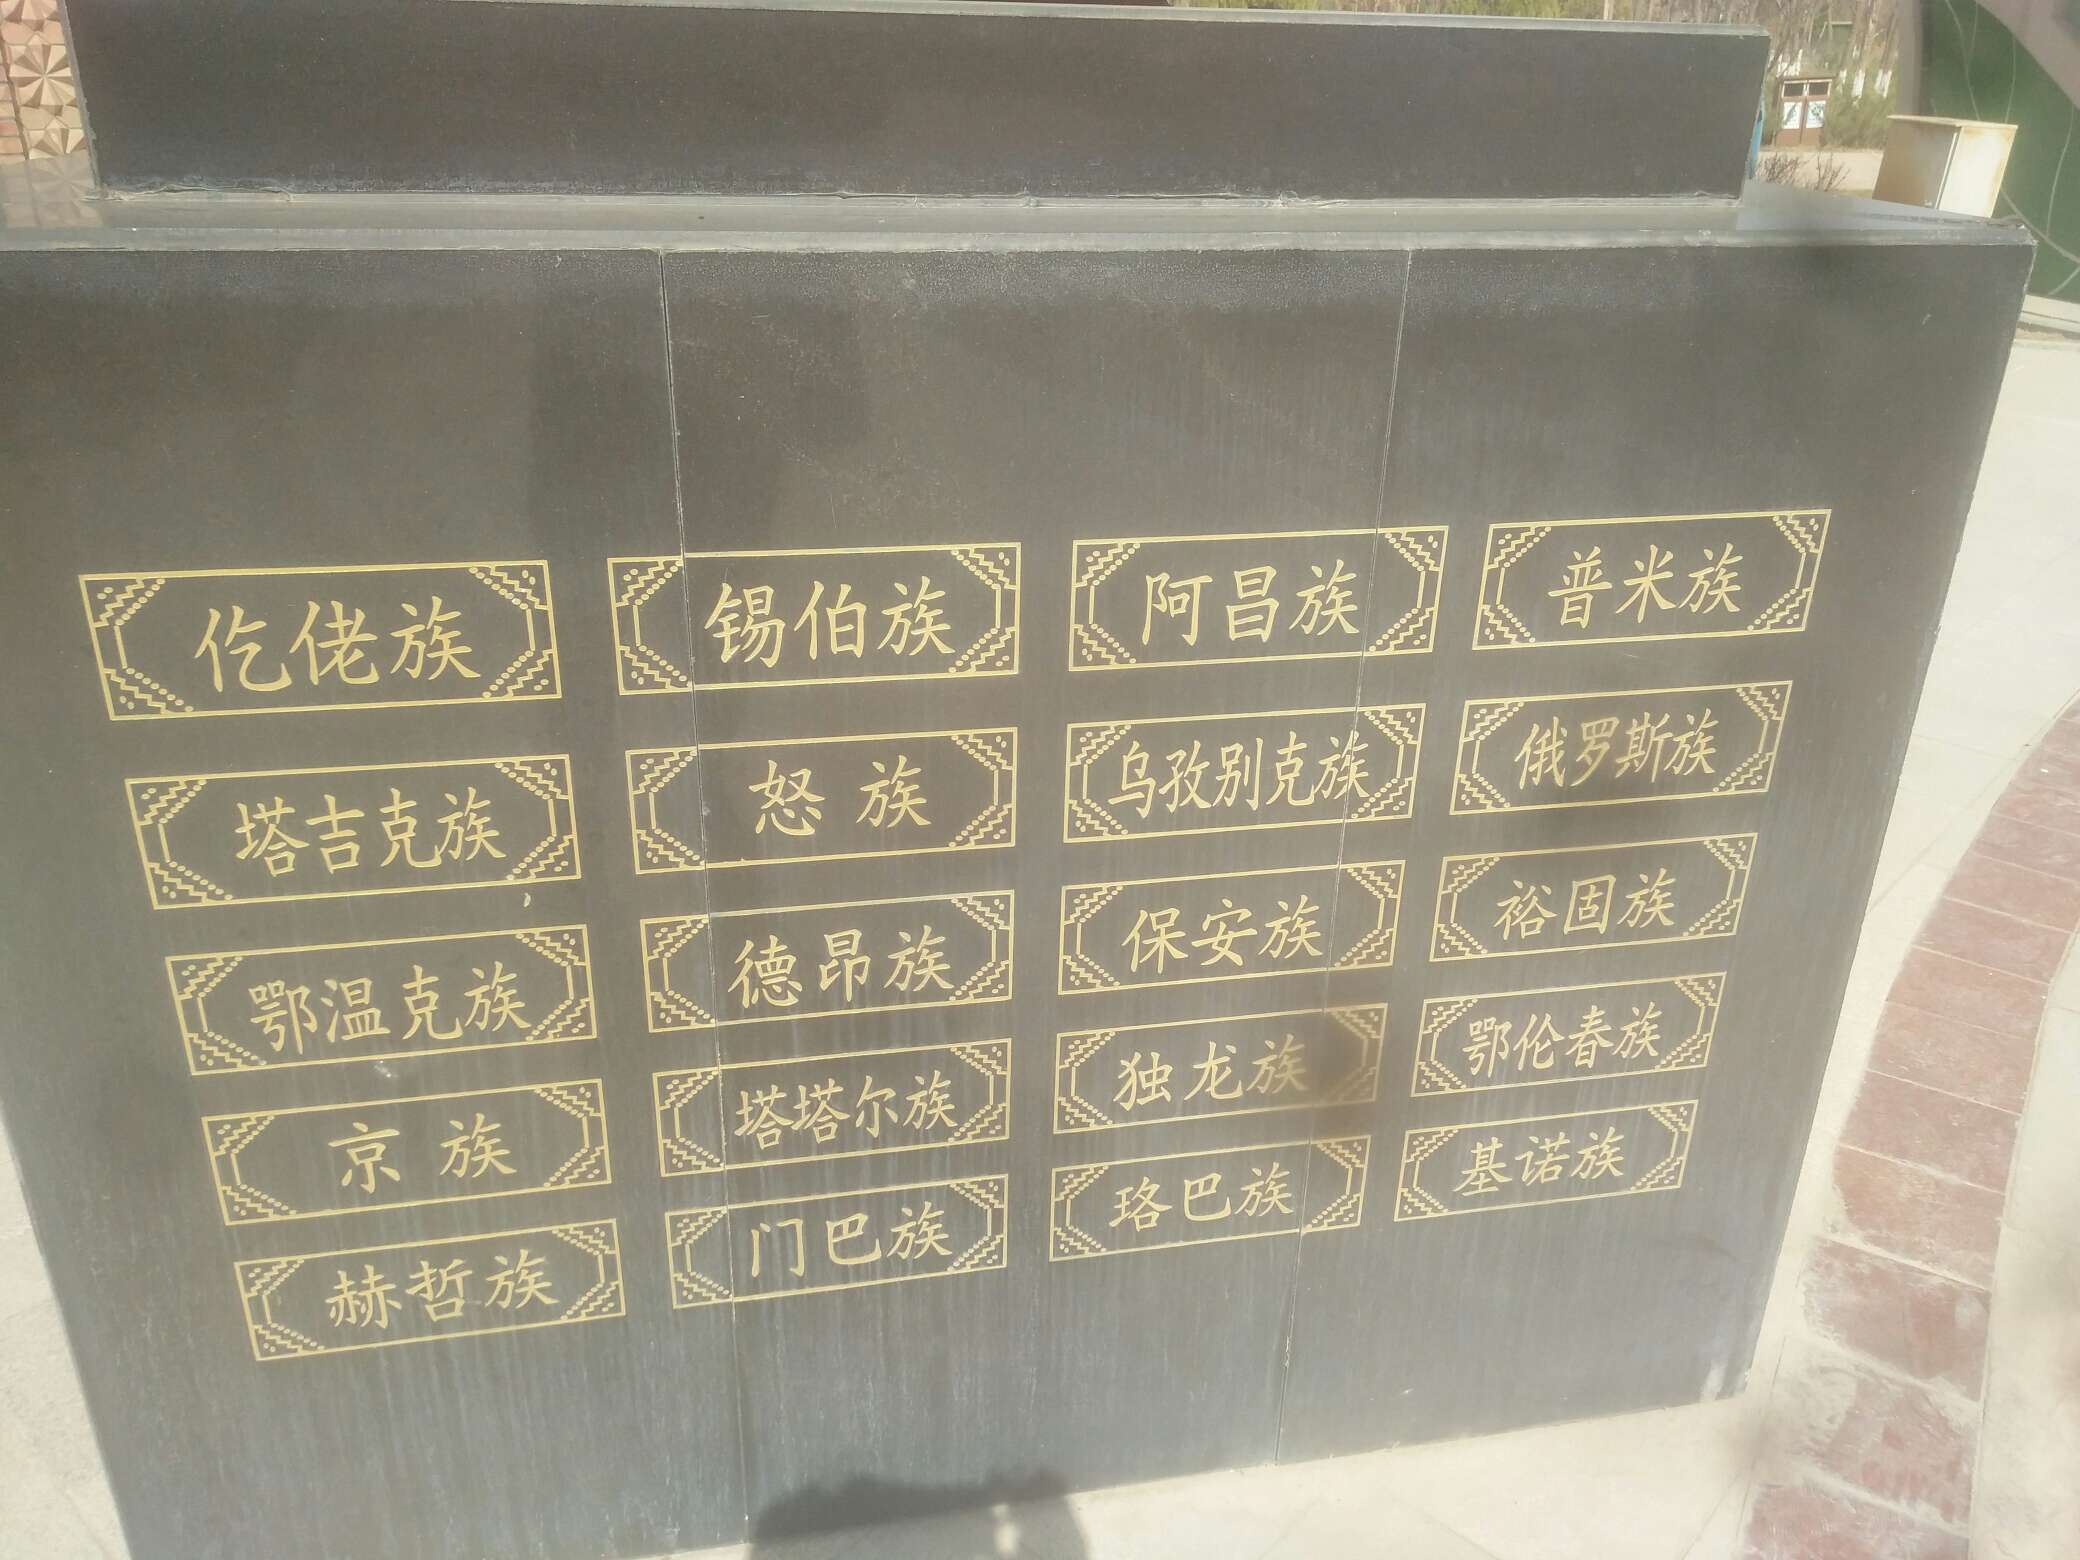 仡佬族 锡伯族 阿昌族 普米族
塔吉克族 怒族 乌孜别克族 俄罗斯族
鄂温克族 德昂族 保安族 裕固族
京族 塔塔尔族 独龙族 鄂伦春族
赫哲族 门巴族 珞巴族 基诺族